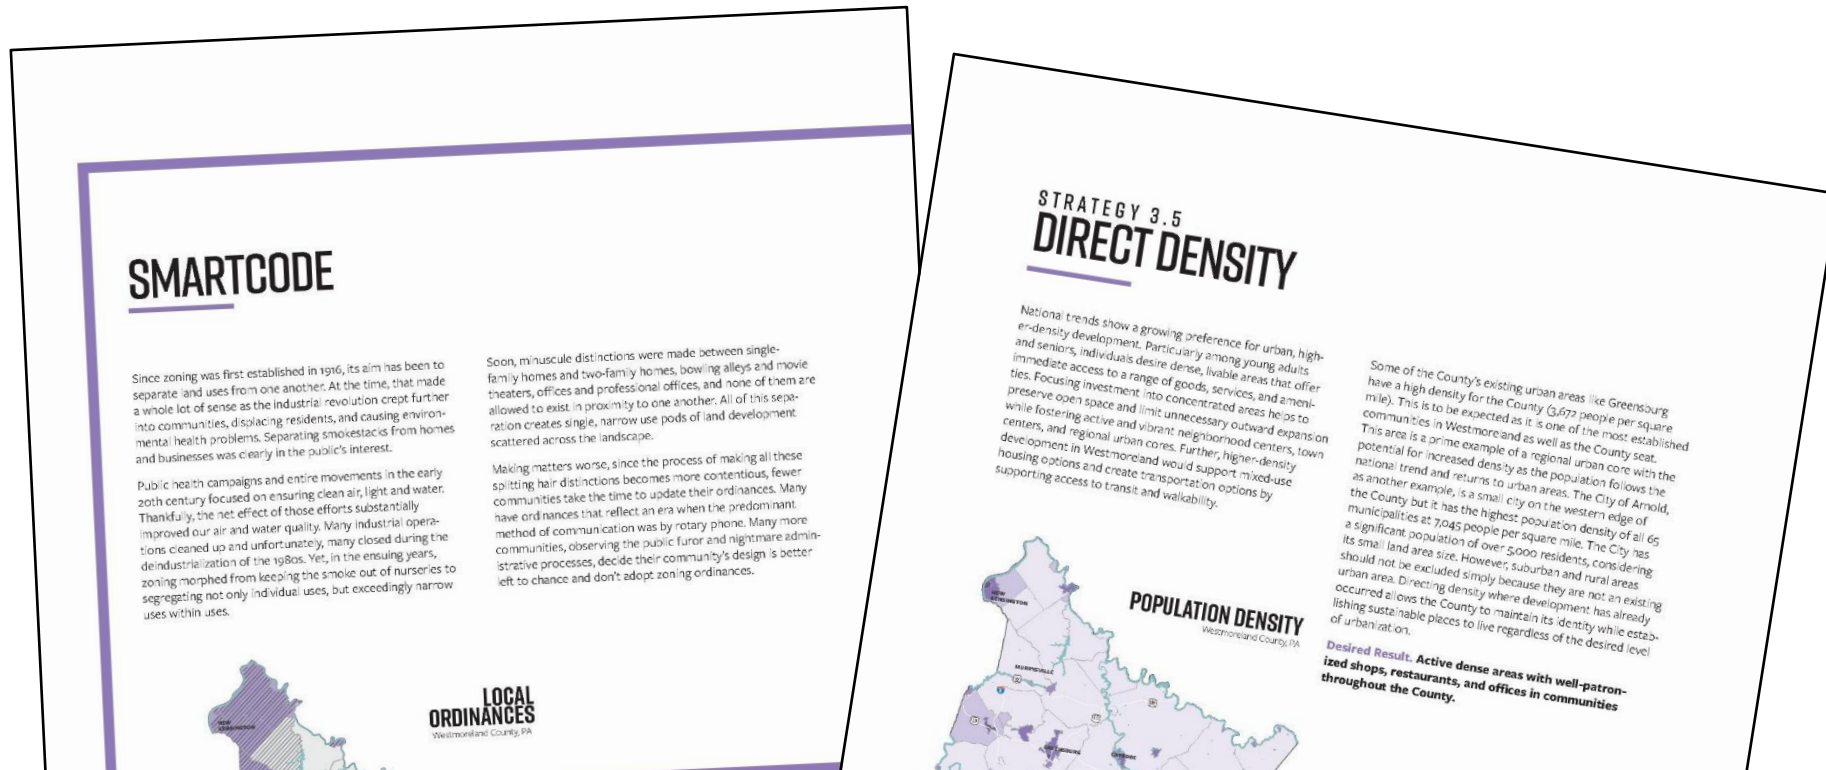 SMARTCODE
Since zoning was first established in 1916, its aim has been to
separate land uses from one another. At the time, that made
a whole lot of sense as the industrial revolution crept further
into communities, displacing residents, and causing environ-
mental health problems. Separating smokestacks from homes
and businesses was clearly in the public's interest.
Public health campaigns and entire movements in the early
20th century focused on ensuring clean air, light and water.
Thankfully, the net effect of those efforts substantially
improved our air and water quality. Many industrial opera-
tions cleaned up and unfortunately, many closed during the
deindustrialization of the 1980s. Yet, in the ensuing years,
zoning morphed from keeping the smoke out of nurseries to
segregating not only individual uses, but exceedingly narrow
uses within uses.
Soon, minuscule distinctions were made between single-
family homes and two-family homes, bowling alleys and movie
theaters, offices and professional offices, and none of them are
allowed to exist in proximity to one another. All of this sepa-
ration creates single, narrow use pods of land development
scattered across the landscape.
Making matters worse, since the process of making all these
splitting hair distinctions becomes more contentious, fewer
communities take the time to update their ordinances. Many
have ordinances that reflect an era when the predominant
method of communication was by rotary phone. Many more
communities, observing the public furor and nightmare admin-
istrative processes, decide their community's design is better
left to chance and don't adopt zoning ordinances.
LOCAL
ORDINANCES
Westmoreland County, PA
NEW
KENSINGTON
STRATEGY 3.5
DIRECT DENSITY
National trends show a growing preference for urban, high-
er-density development. Particularly among young adults
and seniors, individuals desire dense, livable areas that offer
immediate access to a range of goods, services, and ameni-
ties. Focusing investment into concentrated areas helps to
preserve open space and limit unnecessary outward expansion
while fostering active and vibrant neighborhood centers, town
centers, and regional urban cores. Further, higher-density
development in Westmoreland would support mixed-use
housing options and create transportation options by
supporting access to transit and walkability.
Some of the County's existing urban areas like Greensburg
have a high density for the County (3,672 people per square
mile). This is to be expected as it is one of the most established
communities in Westmoreland as well as the County seat.
This area is a prime example of a regional urban core with the
potential for increased density as the population follows the
national trend and returns to urban areas. The City of Arnold,
as another example, is a small city on the western edge of
the County but it has the highest population density of all 65
municipalities at 7,045 people per square mile. The City has
a significant population of over 5,000 residents, considering
its small land area size. However, suburban and rural areas
should not be excluded simply because they are not an existing
urban area. Directing density where development has already
occurred allows the County to maintain its identity while estab-
lishing sustainable places to live regardless of the desired level
of urbanization.
Desired Result. Active dense areas with well-patron-
ized shops, restaurants, and offices in communities
throughout the County.
POPULATION DENSITY
Westmoreland County, PA
NEW
KENSINGTON
MURRYSVILLE
GREENSBURG
LATROBE